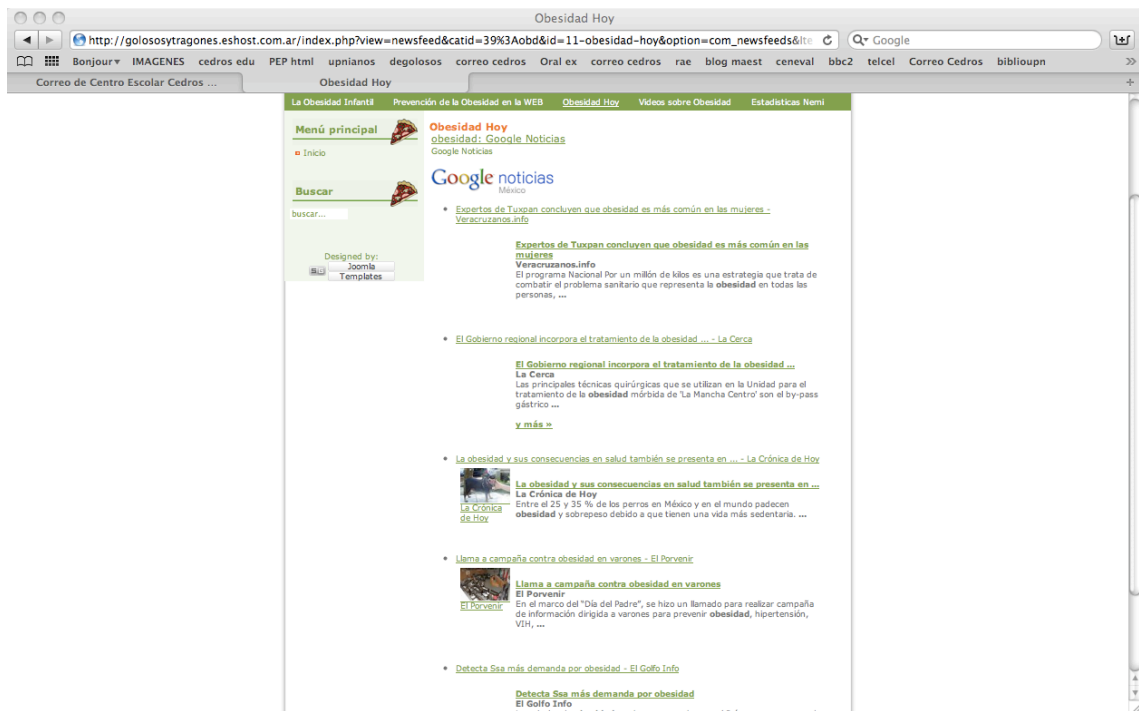 Obesidad Hoy
http://golososytragones.eshost.com.ar/index.php?view=newsfeed&catid=39%3Aobd&id=11-obesidad-hoy&option=com_newsfeeds&Ite
Google
Bonjour IMAGENES cedros edu PEP html upnianos degolosos correo cedros Oral ex correo cedros rae blog maest ceneval bbc2 telcel Correo Cedros biblioupn
Correo de Centro Escolar Cedros ... Obesidad Hoy
La Obesidad Infantil Prevención de la Obesidad en la WEB Obesidad Hoy Videos sobre Obesidad Estadisticas Nemi
Menú principal
Inicio
Buscar
buscar...
Designed by:
Joomla
Templates
Obesidad Hoy
obesidad: Google Noticias
Google Noticias
Google noticias
México
Expertos de Tuxpan concluyen que obesidad es más común en las mujeres -
Veracruzanos.info
Expertos de Tuxpan concluyen que obesidad es más común en las
mujeres
Veracruzanos.info
El programa Nacional Por un millón de kilos es una estrategia que trata de
combatir el problema sanitario que representa la obesidad en todas las
personas, ...
El Gobierno regional incorpora el tratamiento de la obesidad ... - La Cerca
El Gobierno regional incorpora el tratamiento de la obesidad ...
La Cerca
Las principales técnicas quirúrgicas que se utilizan en la Unidad para el
tratamiento de la obesidad mórbida de 'La Mancha Centro' son el by-pass
gástrico ...
y más »
La obesidad y sus consecuencias en salud también se presenta en ... - La Crónica de Hoy
La Crónica
de Hoy
La obesidad y sus consecuencias en salud también se presenta en ...
La Crónica de Hoy
Entre el 25 y 35 % de los perros en México y en el mundo padecen
obesidad y sobrepeso debido a que tienen una vida más sedentaria. ...
Llama a campaña contra obesidad en varones - El Porvenir
El Porvenir
Llama a campaña contra obesidad en varones
El Porvenir
En el marco del "Día del Padre", se hizo un llamado para realizar campaña
de información dirigida a varones para prevenir obesidad, hipertensión,
VIH, ...
Detecta Ssa más demanda por obesidad - El Golfo Info
Detecta Ssa más demanda por obesidad
El Golfo Info